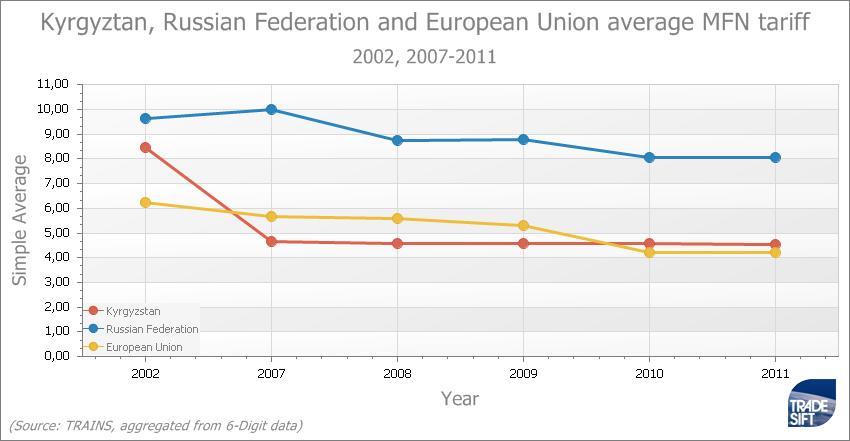 Kyrgyztan, Russian Federation and European Union average MFN tariff
2002, 2007-2011
Simple Average
11,00
10,00
9,00
8,00
7,00
6,00
5,00
4,00
3,00
2,00
1,00
0,00
Kyrgyzstan
Russian Federation
European Union
2002 2007 2008 2009 2010 2011
Year
(Source: TRAINS, aggregated from 6-Digit data)
TRADE
SIFT